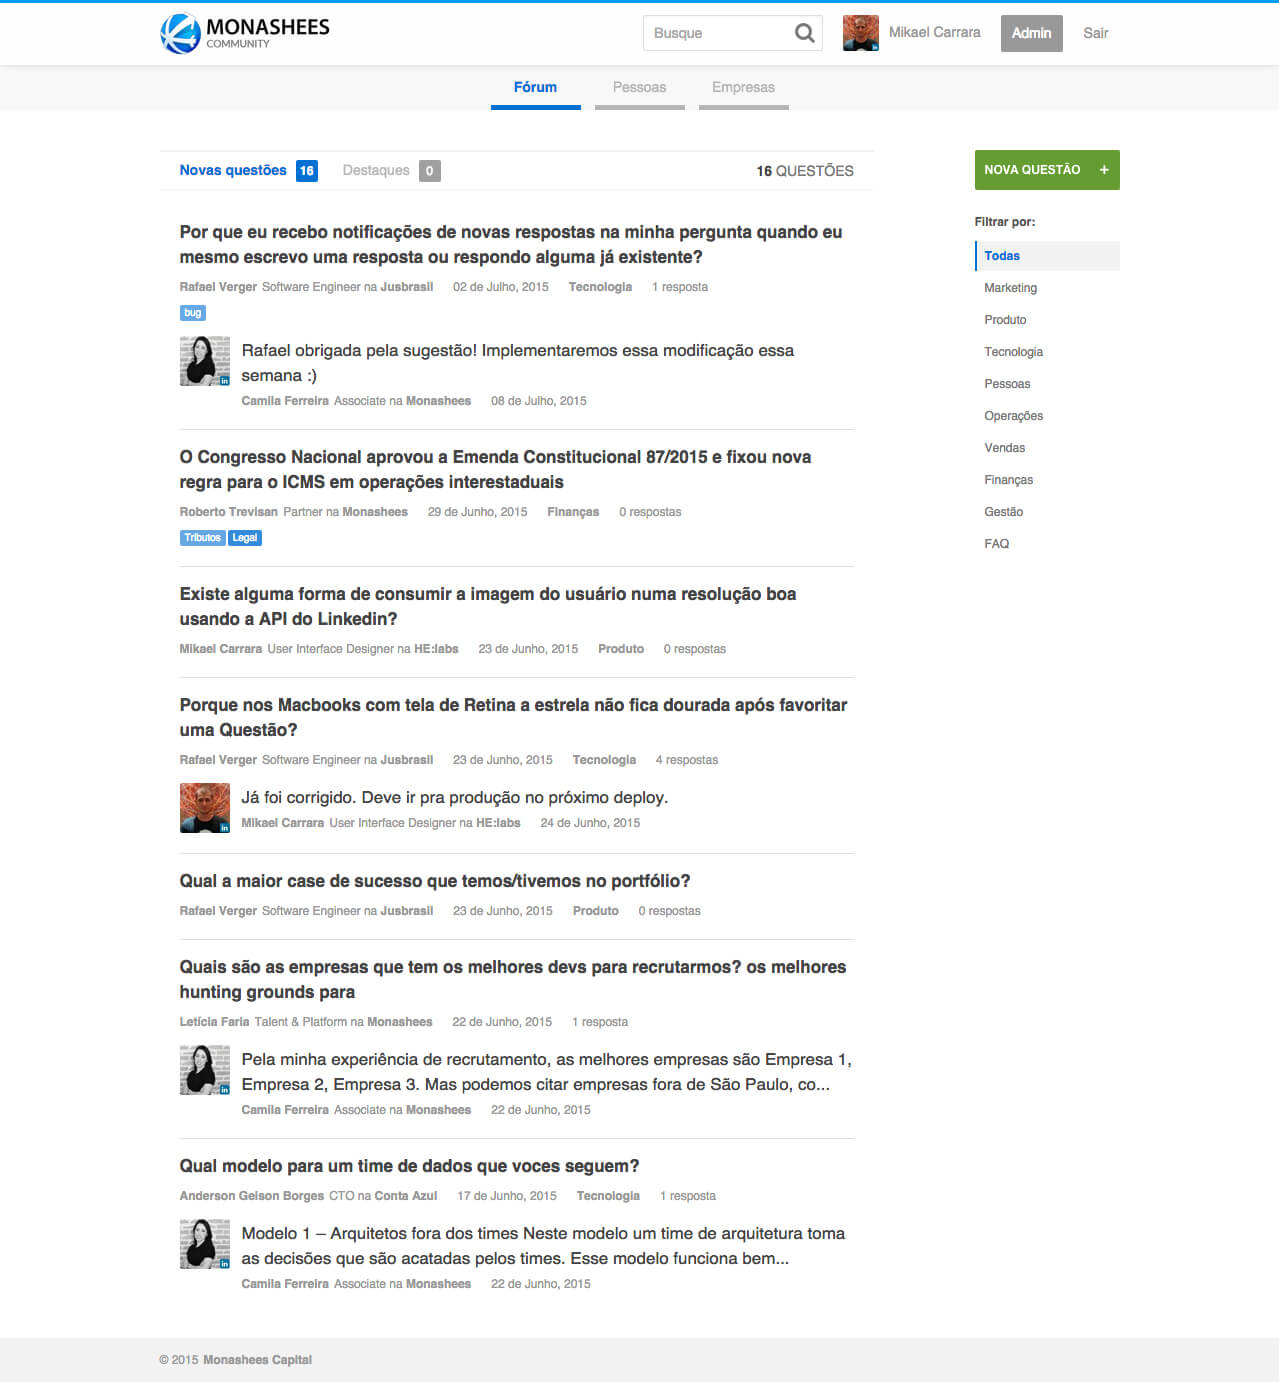 MONASHEES
COMMUNITY
Busque
Mikael Carrara
Admin
Sair
Fórum
Pessoas
Empresas
Novas questões 16
Destaques 0
16 QUESTÕES
Por que eu recebo notificações de novas respostas na minha pergunta quando eu
mesmo escrevo uma resposta ou respondo alguma já existente?
Rafael Verger Software Engineer na Jusbrasil 02 de Julho, 2015 Tecnologia 1 resposta
bug
Rafael obrigada pela sugestão! Implementaremos essa modificação essa
semana :)
Camila Ferreira Associate na Monashees 08 de Julho, 2015
O Congresso Nacional aprovou a Emenda Constitucional 87/2015 e fixou nova
regra para o ICMS em operações interestaduais
Roberto Trevisan Partner na Monashees 29 de Junho, 2015 Finanças 0 respostas
Tributos Legal
Existe alguma forma de consumir a imagem do usuário numa resolução boa
usando a API do Linkedin?
Mikael Carrara User Interface Designer na HE:labs 23 de Junho, 2015 Produto 0 respostas
Porque nos Macbooks com tela de Retina a estrela não fica dourada após favoritar
uma Questão?
Rafael Verger Software Engineer na Jusbrasil 23 de Junho, 2015 Tecnologia 4 respostas
Já foi corrigido. Deve ir pra produção no próximo deploy.
Mikael Carrara User Interface Designer na HE:labs 24 de Junho, 2015
Qual a maior case de sucesso que temos/tivemos no portfólio?
Rafael Verger Software Engineer na Jusbrasil 23 de Junho, 2015 Produto 0 respostas
Quais são as empresas que tem os melhores devs para recrutarmos? os melhores
hunting grounds para
Letícia Faria Talent & Platform na Monashees 22 de Junho, 2015 1 resposta
Pela minha experiência de recrutamento, as melhores empresas são Empresa 1,
Empresa 2, Empresa 3. Mas podemos citar empresas fora de São Paulo, co...
Camila Ferreira Associate na Monashees 22 de Junho, 2015
Qual modelo para um time de dados que voces seguem?
Anderson Gelson Borges CTO na Conta Azul 17 de Junho, 2015 Tecnologia 1 resposta
Modelo 1 – Arquitetos fora dos times Neste modelo um time de arquitetura toma
as decisões que são acatadas pelos times. Esse modelo funciona bem...
Camila Ferreira Associate na Monashees 22 de Junho, 2015
NOVA QUESTÃO +
Filtrar por:
Todas
Marketing
Produto
Tecnologia
Pessoas
Operações
Vendas
Finanças
Gestão
FAQ
© 2015 Monashees Capital